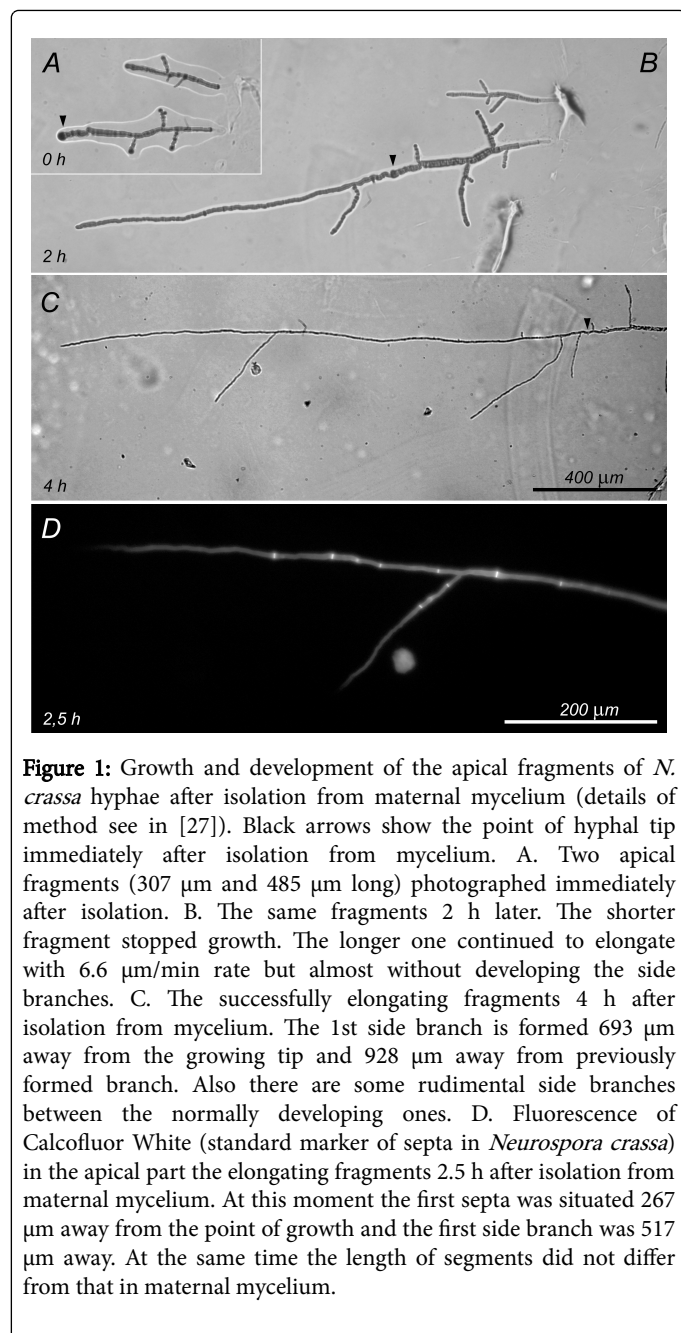 A
B
0 h
2 h
C
4 h
400 µm
D
2,5 h
200 µm
Figure 1: Growth and development of the apical fragments of N.
crassa hyphae after isolation from maternal mycelium (details of
method see in [27]). Black arrows show the point of hyphal tip
immediately after isolation from mycelium. A. Two apical
fragments (307 µm and 485 µm long) photographed immediately
after isolation. B. The same fragments 2 h later. The shorter
fragment stopped growth. The longer one continued to elongate
with 6.6 µm/min rate but almost without developing the side
branches. C. The successfully elongating fragments 4 h after
isolation from mycelium. The 1st side branch is formed 693 µm
away from the growing tip and 928 µm away from previously
formed branch. Also there are some rudimental side branches
between the normally developing ones. D. Fluorescence of
Calcofluor White (standard marker of septa in Neurospora crassa)
in the apical part the elongating fragments 2.5 h after isolation from
maternal mycelium. At this moment the first septa was situated 267
µm away from the point of growth and the first side branch was 517
µm away. At the same time the length of segments did not differ
from that in maternal mycelium.